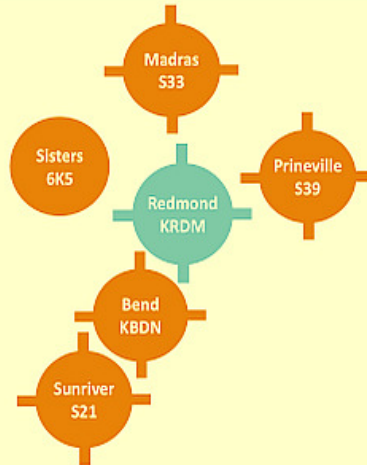 Madras
S33
Sisters
6K5
Prineville
S39
Redmond
KRDM
Bend
KBDN
Sunriver
S21